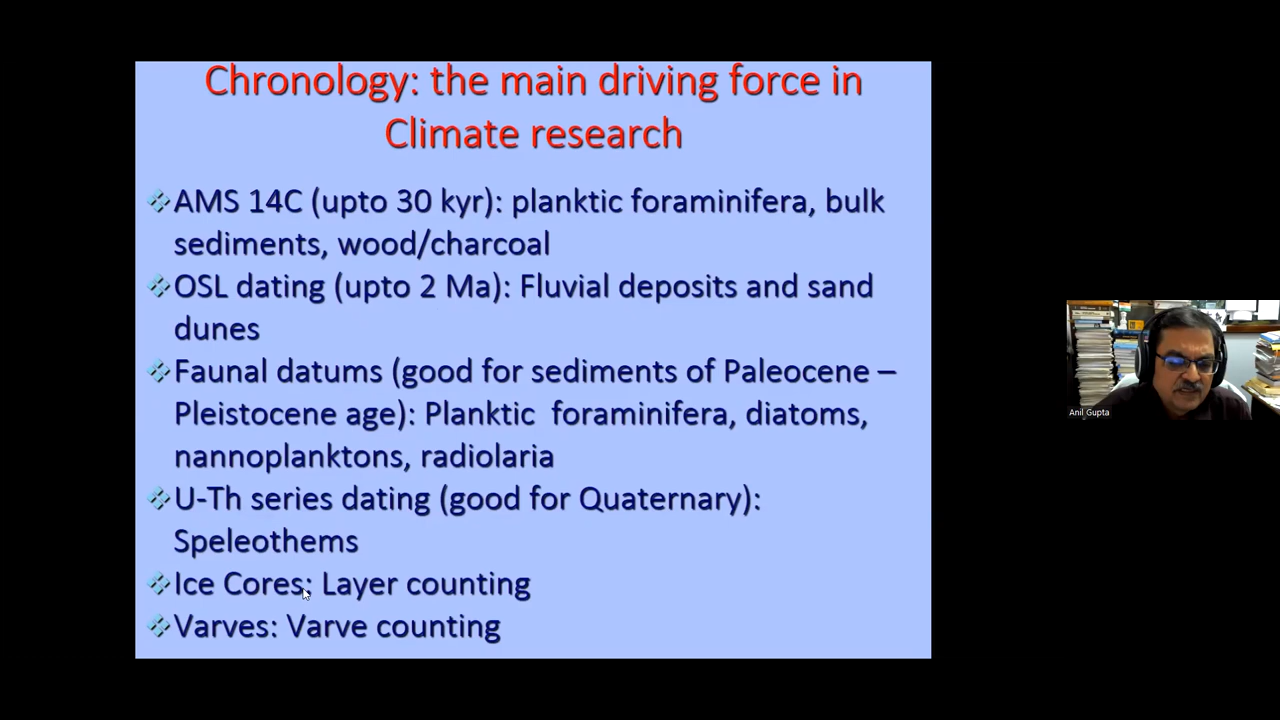 Chronology: the main driving force in
Climate research
AMS 14C (upto 30 kyr): planktic foraminifera, bulk
sediments, wood/charcoal
OSL dating (upto 2 Ma): Fluvial deposits and sand
dunes
Faunal datums (good for sediments of Paleocene –
Pleistocene age): Planktic foraminifera, diatoms,
nannoplanktons, radiolaria
U-Th series dating (good for Quaternary):
Speleothems
Ice Cores: Layer counting
Varves: Varve counting
Anil Gupta